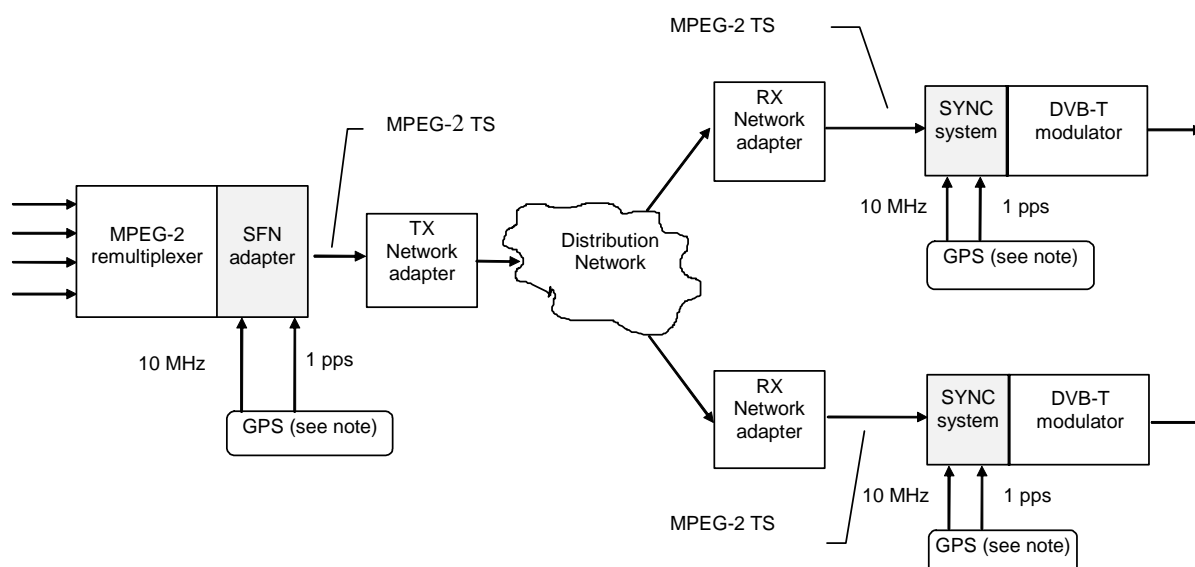 MPEG-2 TS
RX
Network
adapter
SYNC
system
DVB-T
modulator
MPEG-2 TS
10 MHz
1 pps
GPS (see note)
MPEG-2
remultiplexer
SFN
adapter
TX
Network
adapter
Distribution
Network
10 MHz
1 pps
GPS (see note)
RX
Network
adapter
SYNC
system
DVB-T
modulator
10 MHz
1 pps
MPEG-2 TS
GPS (see note)